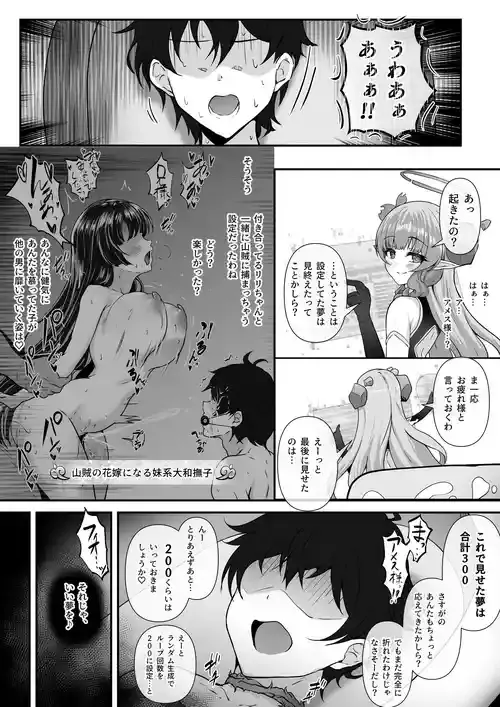 うわあぁ
あぁぁ
あぁぁ!!
あっ
起きたの?
はぁ…
はぁ…
ア…
アメス様…?
…ということは
設定してた夢は
見終えたって
ことかしら?
ま一応
お疲れ様と
言っておくわ
えーっと
最後に見せた
のは…
そうそう
付き合ってるリリちゃんと
一緒に山賊に捕まっちゃう
設定だったわね
どう?
楽しかった?
あんなに健気に
あんたを慕ってた子が
他の男に靡いていく姿は♡
山賊の花嫁になる妹系大和撫子
これで見せた夢は
合計300
さすがの
あんたもちょっと
応えてきたかしら?
でもまだ完全に
折れたわけじゃ
なさそーだし?
アメス様!!
んー
とりあえずあと…
200くらいは
いっておきま
しょうか♡
えーと
ランダム生成で
ループ回数を
200に設定…と
フォ…
それじゃ、
いい夢を♪